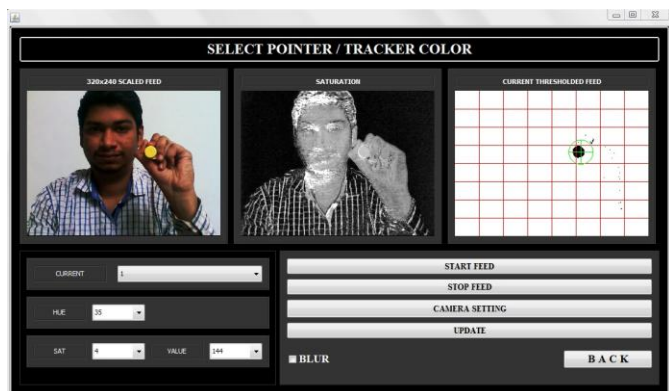 SELECT POINTER / TRACKER COLOR
320x240 SCALED FEED
SATURATION
CURRENT THRESHOLDED FEED
CURRENT 1
HUE 35
SAT 4 VALUE 144
START FEED
STOP FEED
CAMERA SETTING
UPDATE
BLUR
BACK